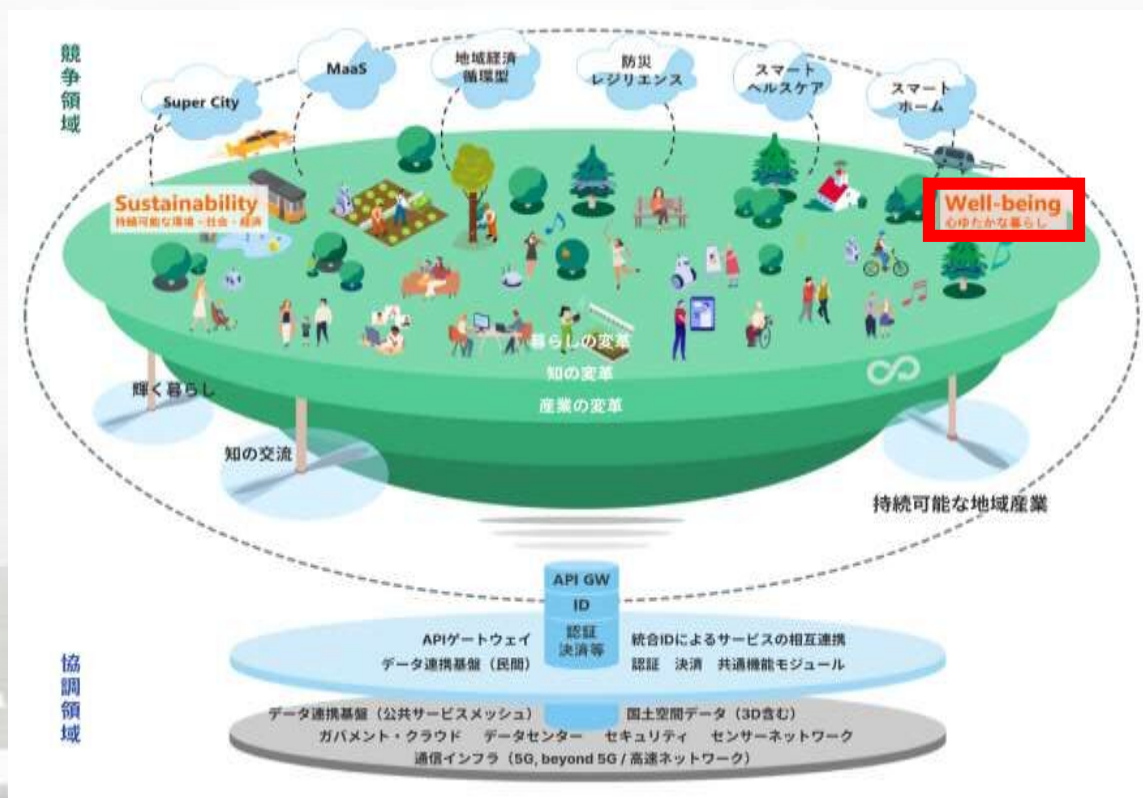 競争領域
Super City
MaaS
地域経済
循環型
防災
レジリエンス
スマート
ヘルスケア
スマート
ホーム
Sustainability
持続可能な環境・社会・経済
Well-being
心ゆたかな暮らし
暮らしの変革
知の変革
産業の変革
輝く暮らし
知の交流
持続可能な地域産業
API GW
ID
認証
決済等
APIゲートウェイ
データ連携基盤（民間）
統合IDによるサービスの相互連携
認証 決済 共通機能モジュール
協調領域
データ連携基盤（公共サービスメッシュ） 国土空間データ（3D含む）
ガバメント・クラウド データセンター セキュリティ センサーネットワーク
通信インフラ（5G, beyond 5G / 高速ネットワーク）